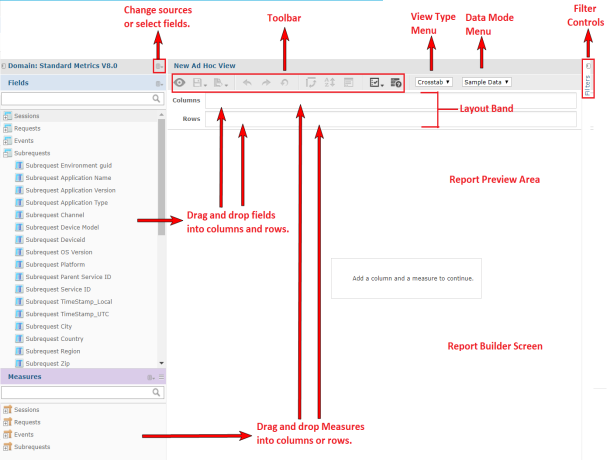 Change sources
or select fields.
Toolbar
View Type
Menu
Data Mode
Menu
Filter
Controls
Domain: Standard Metrics V8.0
New Ad Hoc View
Fields
Crosstab
Sample Data
Filters
Columns
Rows
Layout Band
Sessions
Requests
Events
Subrequests
Subrequest Environment guid
Subrequest Application Name
Subrequest Application Version
Subrequest Application Type
Subrequest Channel
Subrequest Device Model
Subrequest Deviceid
Subrequest OS Version
Subrequest Platform
Subrequest Parent Service ID
Subrequest Service ID
Subrequest TimeStamp_Local
Subrequest TimeStamp_UTC
Subrequest City
Subrequest Country
Subrequest Region
Subrequest Zip
Report Preview Area
Drag and drop fields
into columns and rows.
Add a column and a measure to continue.
Report Builder Screen
Measures
Sessions
Requests
Events
Subrequests
Drag and drop Measures
into columns or rows.